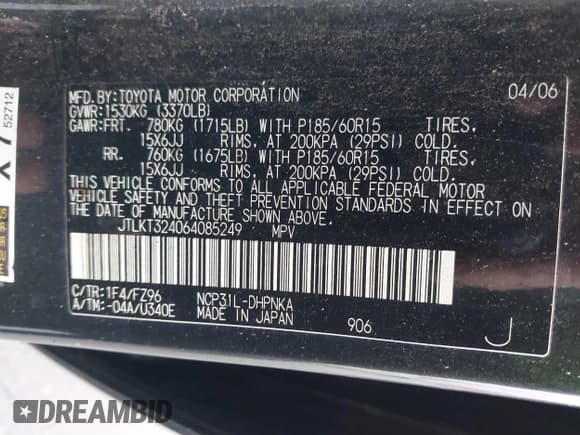 MFD.BY:TOYOTA MOTOR CORPORATION 04/06
GVWR:1530KG (3370LB)
GAWR:FRT. 780KG (1715LB) WITH P185/60R15 TIRES,
15X6JJ RIMS, AT 200KPA (29PSI) COLD.
RR. 760KG (1675LB) WITH P185/60R15 TIRES,
15X6JJ RIMS, AT 200KPA (29PSI) COLD.
THIS VEHICLE CONFORMS TO ALL APPLICABLE FEDERAL MOTOR
VEHICLE SAFETY AND THEFT PREVENTION STANDARDS IN EFFECT ON
THE DATE OF MANUFACTURE SHOWN ABOVE.
JTLKT324064085249 MPV
C/TR:1F4/FZ96 NCP31L-DHPNKA
A/TM:-04A/U340E MADE IN JAPAN 906 J
52712
DREAMBID